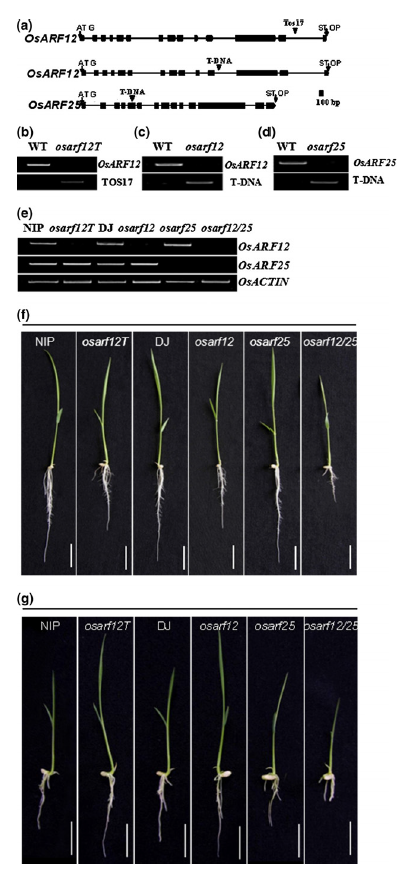 (a)
ATG Tos17 STOP
OsARF12
ATG T-DNA STOP
OsARF12
ATG T-DNA STOP
OsARF25 100 bp
(b) (c) (d)
WT osarf12T WT osarf12 WT osarf25
OsARF12 OsARF12 OsARF25
TOS17 T-DNA T-DNA
(e)
NIP osarf12T DJ osarf12 osarf25 osarf12/25
OsARF12
OsARF25
OsACTIN
(f)
NIP osarf12T DJ osarf12 osarf25 osarf12/25
(g)
NIP osarf12T DJ osarf12 osarf25 osarf12/25